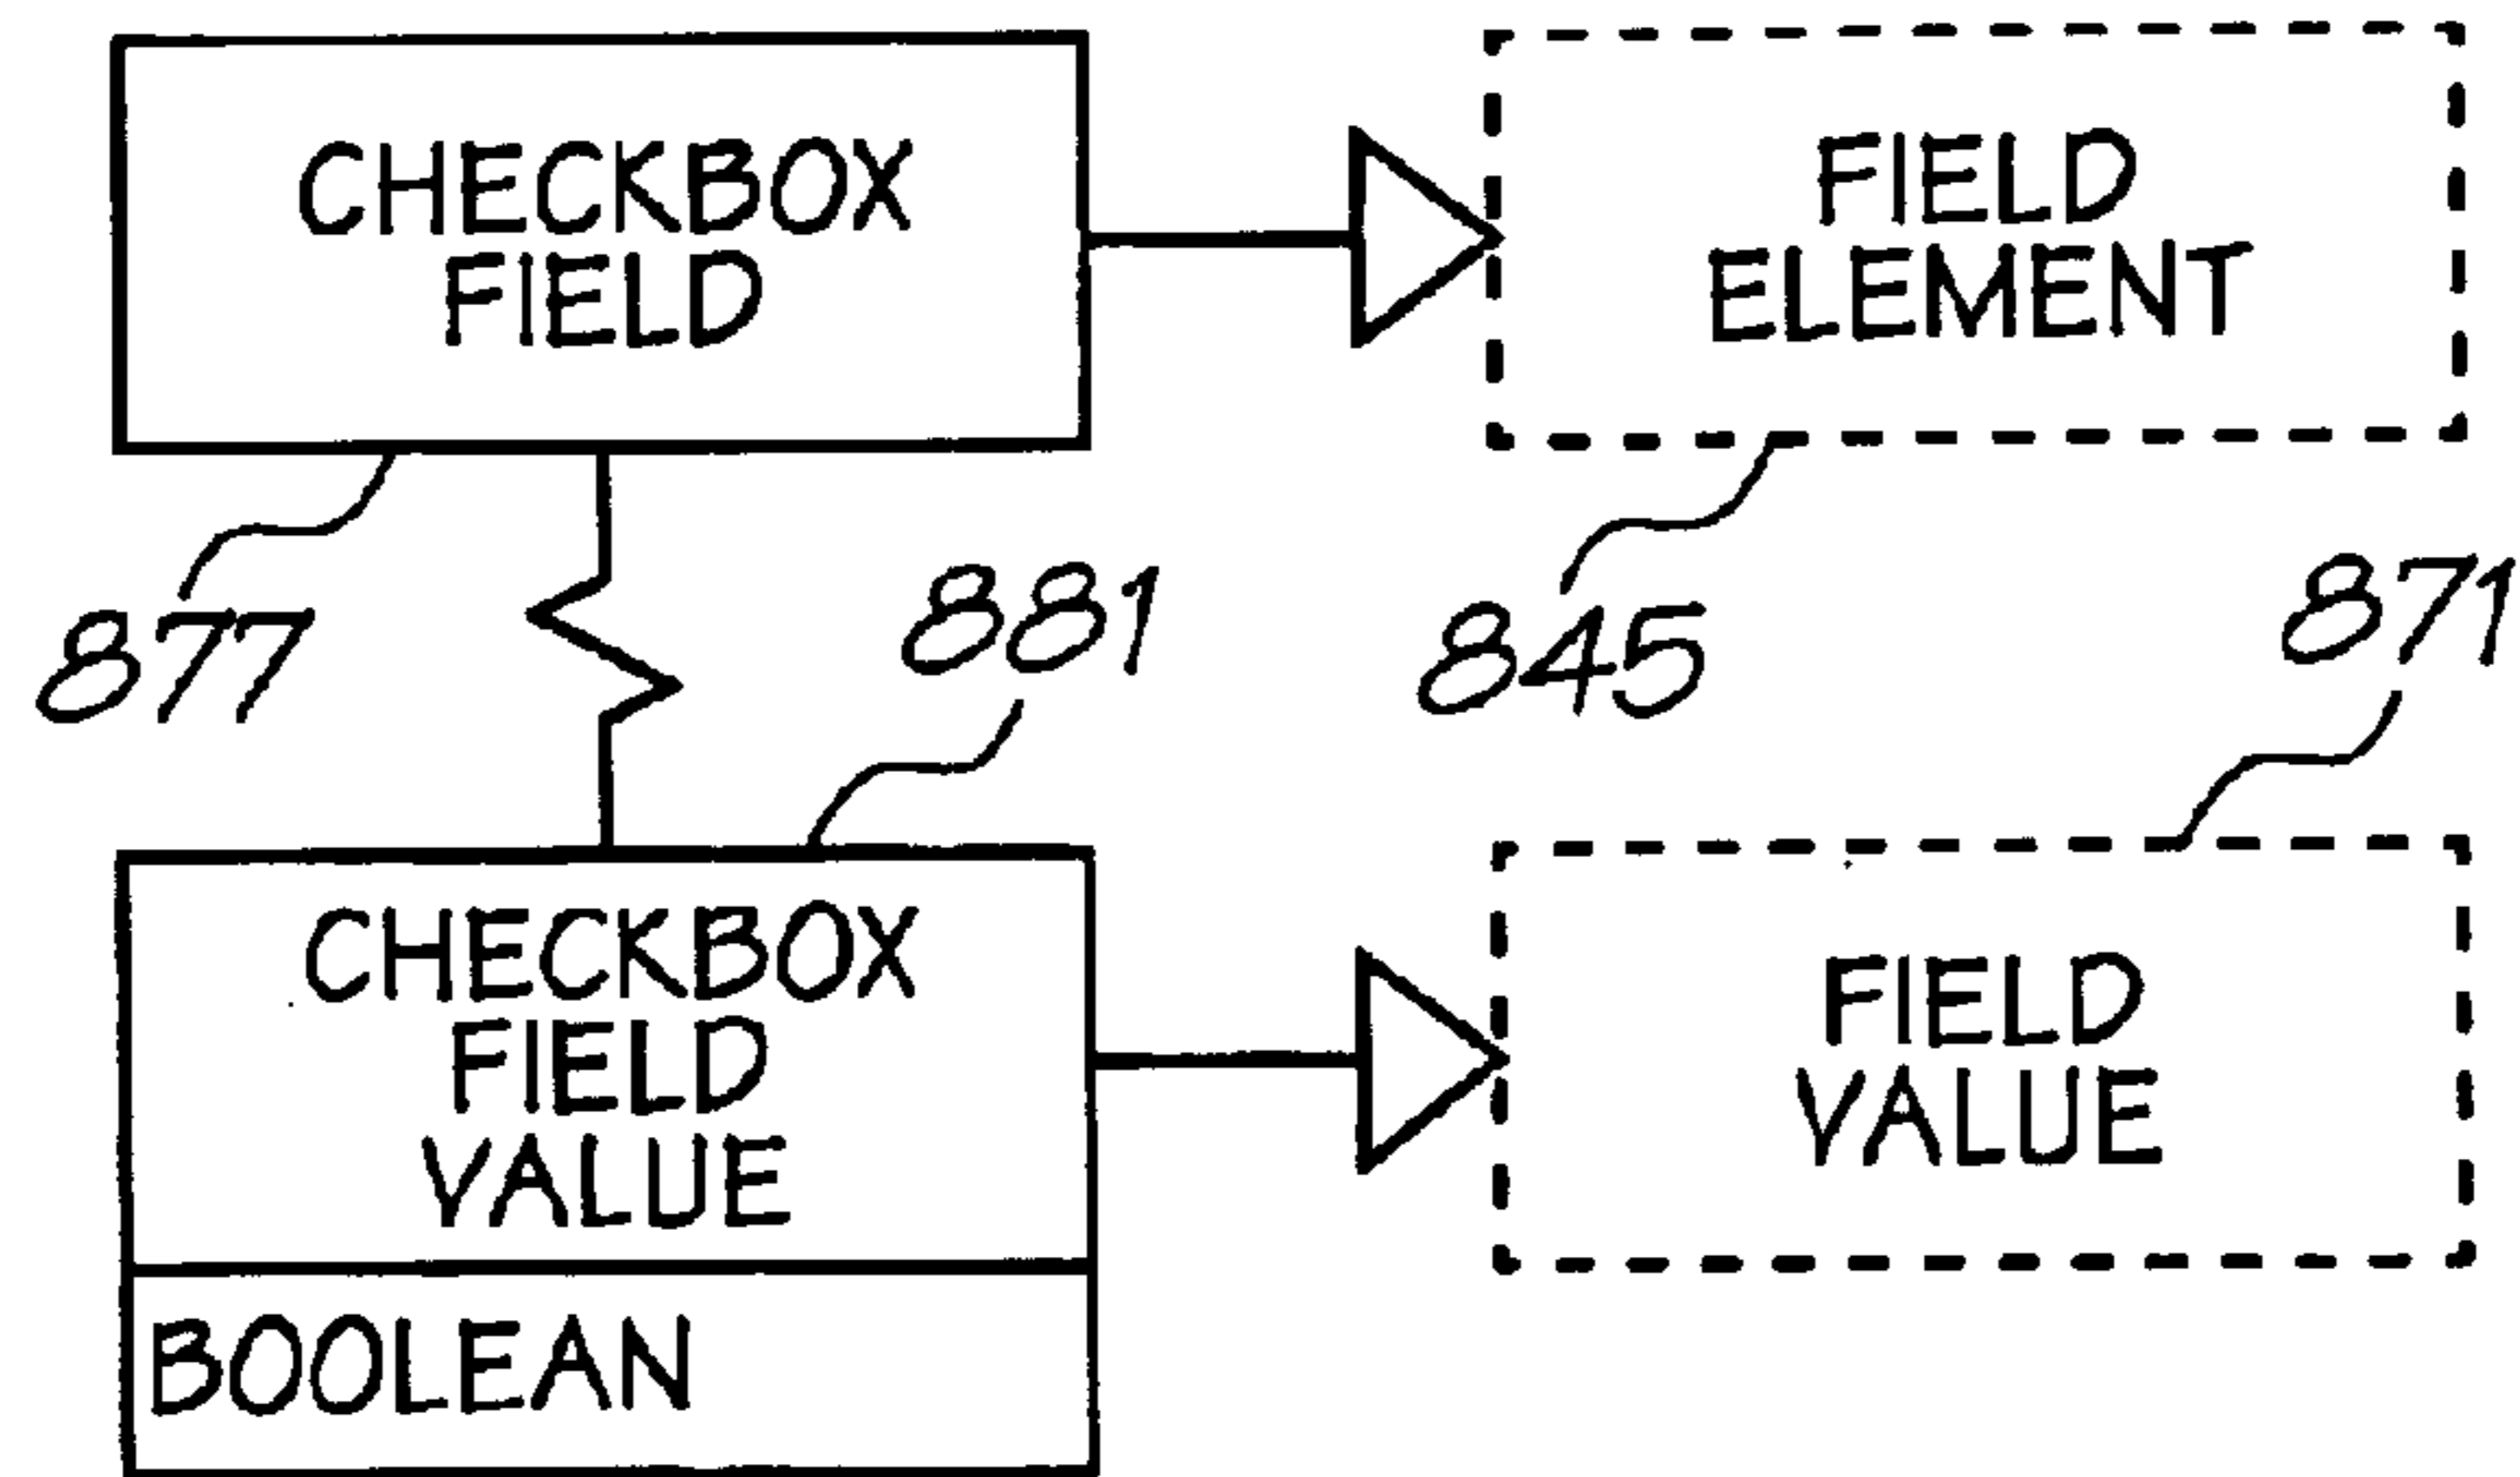 CHECKBOX
FIELD
FIELD
ELEMENT
877
881
845
871
CHECKBOX
FIELD
VALUE
BOOLEAN
FIELD
VALUE